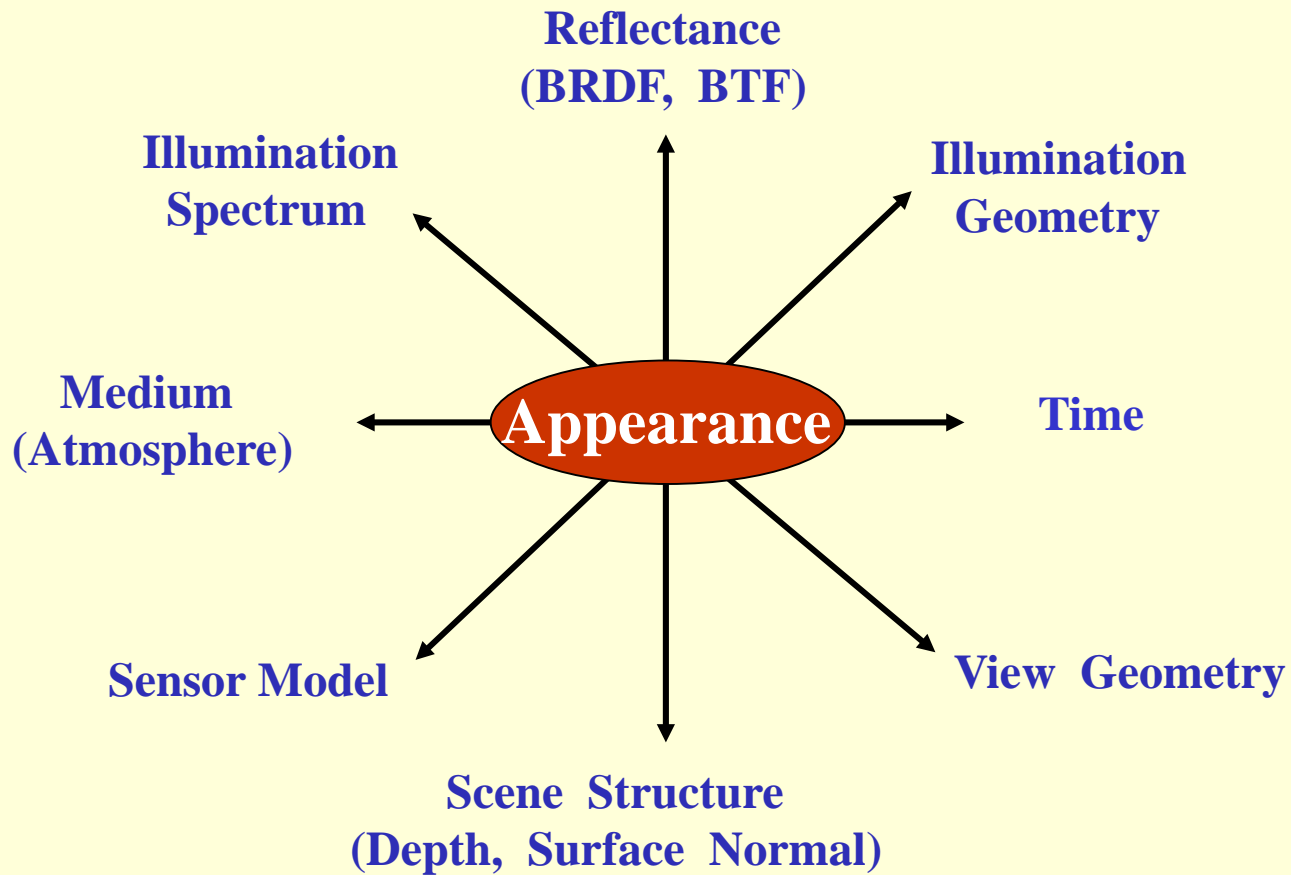 Reflectance
(BRDF, BTF)
Illumination
Spectrum
Illumination
Geometry
Medium
(Atmosphere)
Appearance
Time
Sensor Model
View Geometry
Scene Structure
(Depth, Surface Normal)